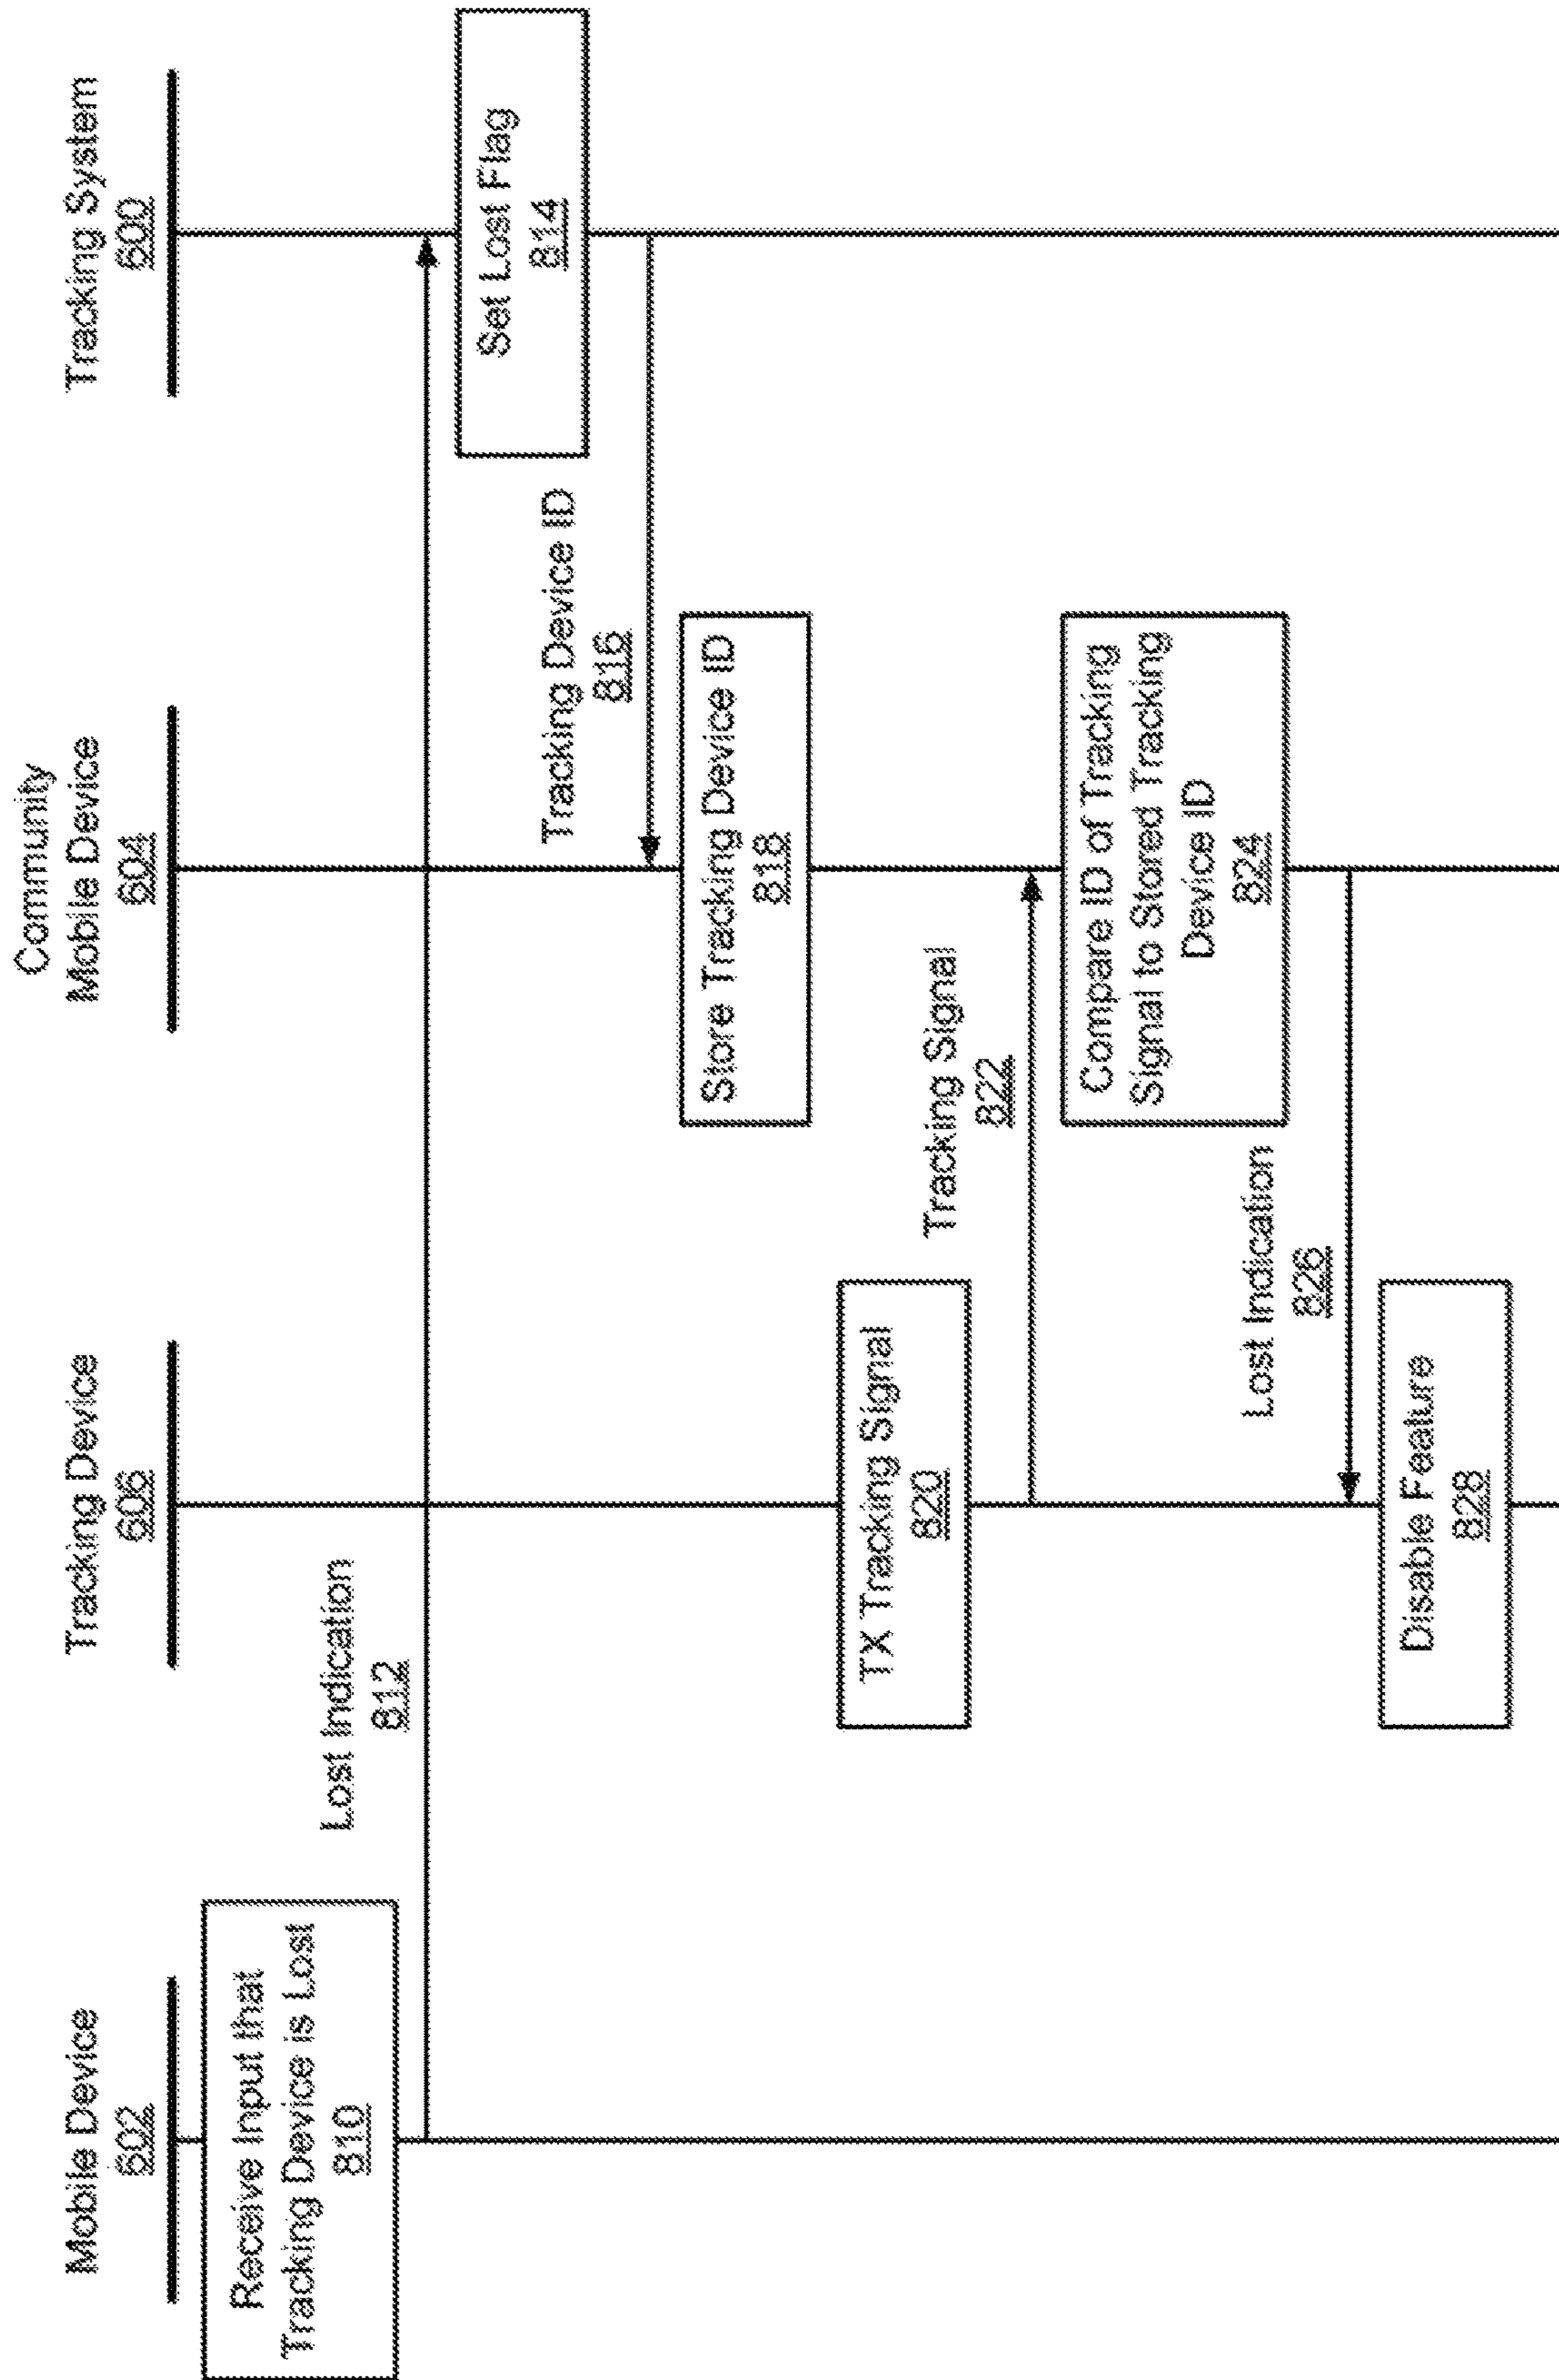 Mobile Device
602
Tracking Device
606
Community
Mobile Device
604
Tracking System
600
Receive Input that
Tracking Device is Lost
810
Lost Indication
812
Set Lost Flag
814
Tracking Device ID
816
Store Tracking Device ID
818
TX Tracking Signal
820
Tracking Signal
822
Compare ID of Tracking
Signal to Stored Tracking
Device ID
824
Lost Indication
826
Disable Feature
828